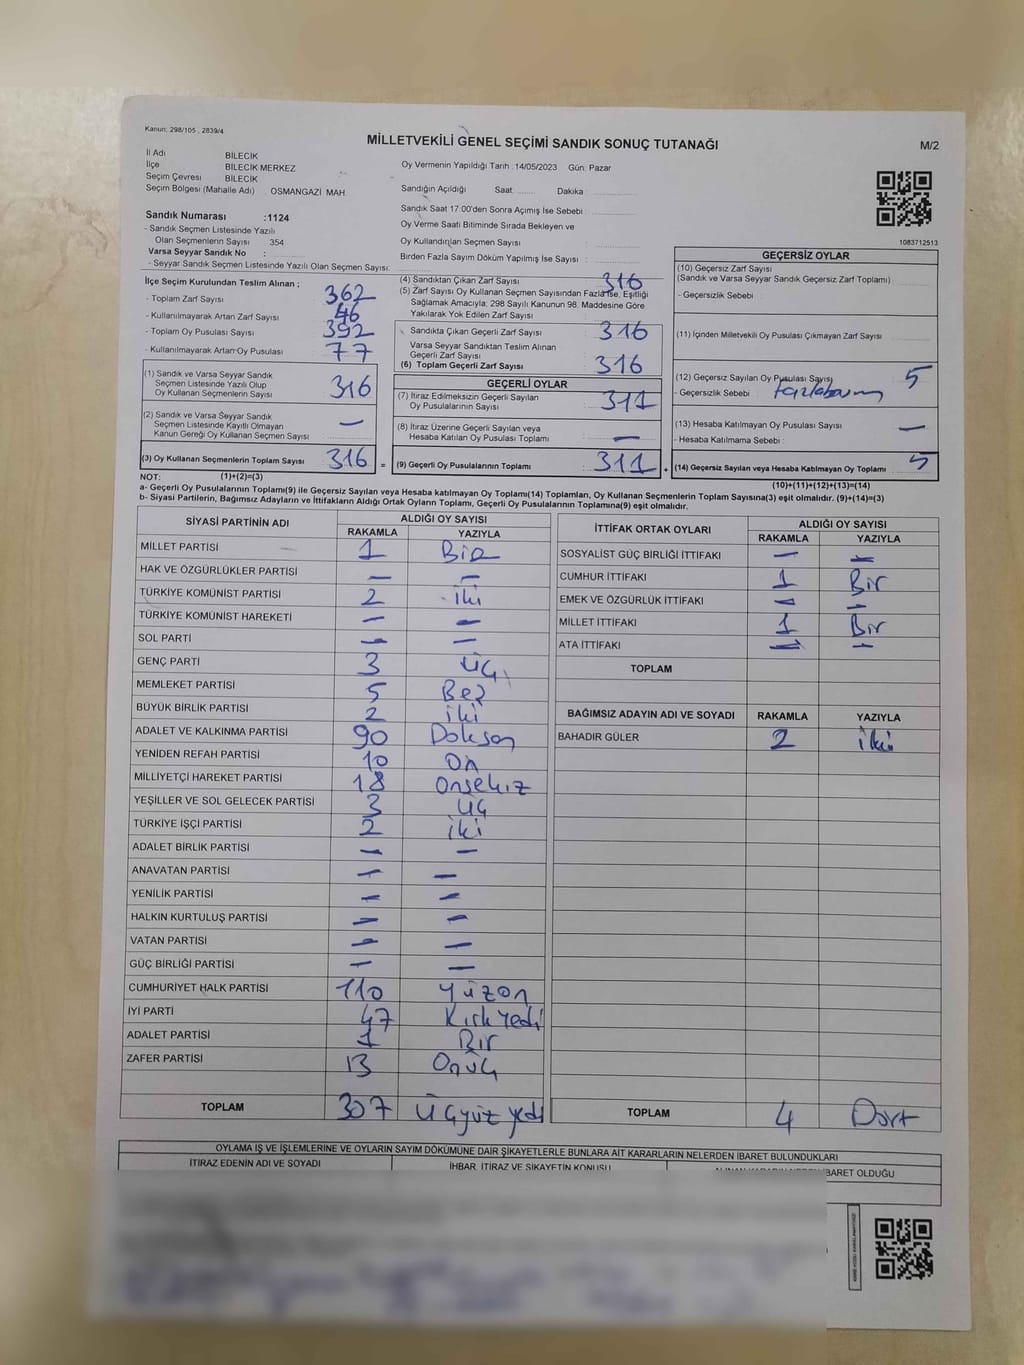 Kanun: 298/105 , 2839/4
MİLLETVEKİLİ GENEL SEÇİMİ SANDIK SONUÇ TUTANAĞI
M/2
İl Adı BİLECİK
İlçe BİLECİK MERKEZ
Seçim Çevresi BİLECİK
Seçim Bölgesi (Mahalle Adı) OSMANGAZİ MAH.
Sandık Numarası :1124
- Sandık Seçmen Listesinde Yazılı
Olan Seçmenlerin Sayısı : 354
Varsa Seyyar Sandık No :
- Seyyar Sandık Seçmen Listesinde Yazılı Olan Seçmen Sayısı:
Oy Vermenin Yapıldığı Tarih : 14/05/2023 Gün: Pazar
Sandığın Açıldığı Saat Dakika
Sandık Saat 17:00'den Sonra Açımış İse Sebebi :
Oy Verme Saati Bitiminde Sırada Bekleyen ve
Oy Kullandırılan Seçmen Sayısı :
Birden Fazla Sayım Döküm Yapılmış İse Sayısı :
1083712513
İlçe Seçim Kurulundan Teslim Alınan ;
- Toplam Zarf Sayısı : 362
- Kullanılmayarak Artan Zarf Sayısı : 46
- Toplam Oy Pusulası Sayısı : 392
- Kullanılmayarak Artan Oy Pusulası : 77
(1) Sandık ve Varsa Seyyar Sandık
Seçmen Listesinde Yazılı Olup
Oy Kullanan Seçmenlerin Sayısı : 316
(2) Sandık ve Varsa Seyyar Sandık
Seçmen Listesinde Kayıtlı Olmayan
Kanun Gereği Oy Kullanan Seçmen Sayısı : —
(3) Oy Kullanan Seçmenlerin Toplam Sayısı : 316 =
(4) Sandıktan Çıkan Zarf Sayısı : 316
(5) Zarf Sayısı Oy Kullanan Seçmen Sayısından Fazla İse, Eşitliği
Sağlamak Amacıyla; 298 Sayılı Kanunun 98. Maddesine Göre
Yakılarak Yok Edilen Zarf Sayısı :
Sandıkta Çıkan Geçerli Zarf Sayısı : 316
Varsa Seyyar Sandıktan Teslim Alınan
Geçerli Zarf Sayısı
(6) Toplam Geçerli Zarf Sayısı : 316
GEÇERLİ OYLAR
(7) İtiraz Edilmeksizin Geçerli Sayılan
Oy Pusulalarının Sayısı : 311
(8) İtiraz Üzerine Geçerli Sayılan veya
Hesaba Katılan Oy Pusulası Toplamı : —
(9) Geçerli Oy Pusulalarının Toplamı : 311 +
GEÇERSİZ OYLAR
(10) Geçersiz Zarf Sayısı
(Sandık ve Varsa Seyyar Sandık Geçersiz Zarf Toplamı)
- Geçersizlik Sebebi :
(11) İçinden Milletvekili Oy Pusulası Çıkmayan Zarf Sayısı
(12) Geçersiz Sayılan Oy Pusulası Sayısı 5
- Geçersizlik Sebebi :
(13) Hesaba Katılmayan Oy Pusulası Sayısı —
- Hesaba Katılmama Sebebi :
(14) Geçersiz Sayılan veya Hesaba Katılmayan Oy Toplamı : 5
NOT: (1)+(2)=(3)
(10)+(11)+(12)+(13)=(14)
a- Geçerli Oy Pusulalarının Toplamı(9) ile Geçersiz Sayılan veya Hesaba katılmayan Oy Toplamı(14) Toplamları, Oy Kullanan Seçmenlerin Toplam Sayısına(3) eşit olmalıdır. (9)+(14)=(3)
b- Siyasi Partilerin, Bağımsız Adayların ve İttifakların Aldığı Ortak Oyların Toplamı, Geçerli Oy Pusulalarının Toplamına(9) eşit olmalıdır.
SİYASİ PARTİNİN ADI ALDIĞI OY SAYISI
RAKAMLA YAZIYLA
MİLLET PARTİSİ 1 Bir
HAK VE ÖZGÜRLÜKLER PARTİSİ — —
TÜRKİYE KOMÜNİST PARTİSİ 2 iki
TÜRKİYE KOMÜNİST HAREKETİ — —
SOL PARTİ — —
GENÇ PARTİ 3 üç
MEMLEKET PARTİSİ 5 Beş
BÜYÜK BİRLİK PARTİSİ 2 iki
ADALET VE KALKINMA PARTİSİ 90 Doksan
YENİDEN REFAH PARTİSİ 10 On
MİLLİYETÇİ HAREKET PARTİSİ 18 Onsekiz
YEŞİLLER VE SOL GELECEK PARTİSİ 3 üç
TÜRKİYE İŞÇİ PARTİSİ 2 iki
ADALET BİRLİK PARTİSİ — —
ANAVATAN PARTİSİ — —
YENİLİK PARTİSİ — —
HALKIN KURTULUŞ PARTİSİ — —
VATAN PARTİSİ — —
GÜÇ BİRLİĞİ PARTİSİ — —
CUMHURİYET HALK PARTİSİ 110 Yüzon
İYİ PARTİ 47 Kırkyedi
ADALET PARTİSİ 1 Bir
ZAFER PARTİSİ 13 Onüç
TOPLAM 307 Üçyüz yedi
İTTİFAK ORTAK OYLARI ALDIĞI OY SAYISI
RAKAMLA YAZIYLA
SOSYALİST GÜÇ BİRLİĞİ İTTİFAKI — —
CUMHUR İTTİFAKI 1 Bir
EMEK VE ÖZGÜRLÜK İTTİFAKI — —
MİLLET İTTİFAKI 1 Bir
ATA İTTİFAKI — —
TOPLAM
BAĞIMSIZ ADAYIN ADI VE SOYADI RAKAMLA YAZIYLA
BAHADIR GÜLER 2 iki
TOPLAM 4 Dört
OYLAMA İŞ VE İŞLEMLERİNE VE OYLARIN SAYIM DÖKÜMÜNE DAİR ŞİKAYETLERLE BUNLARA AİT KARARLARIN NELERDEN İBARET BULUNDUKLARI
İTİRAZ EDENİN ADI VE SOYADI İHBAR, İTİRAZ VE ŞİKAYETİN KONUSU ALINAN KARARIN NEDEN İBARET OLDUĞU